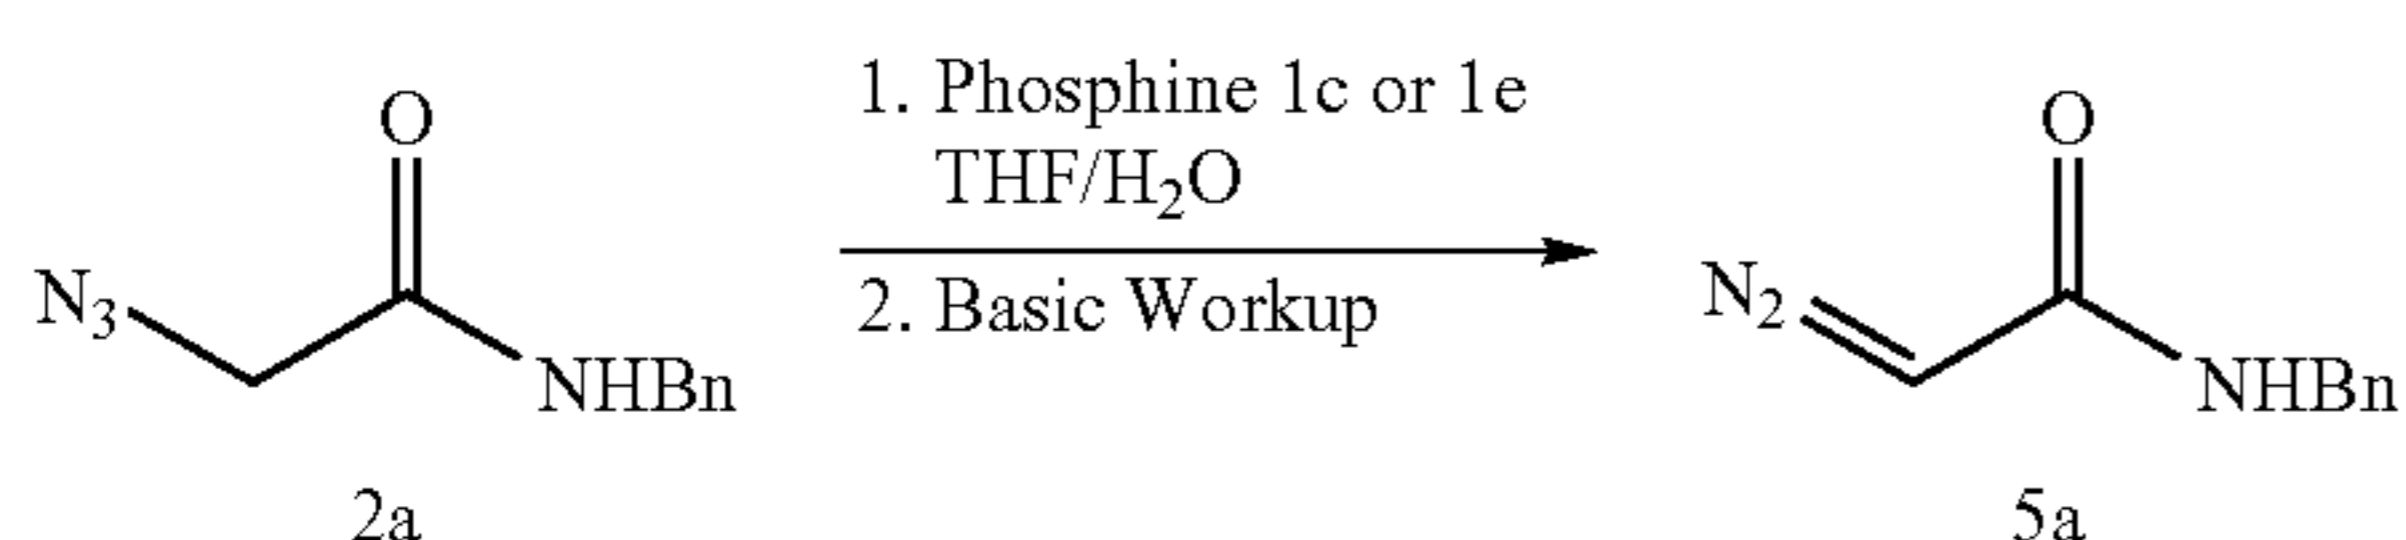 O
N₃
NHBn
2a
1. Phosphine 1c or 1e
THF/H₂O
2. Basic Workup
O
N₂
NHBn
5a